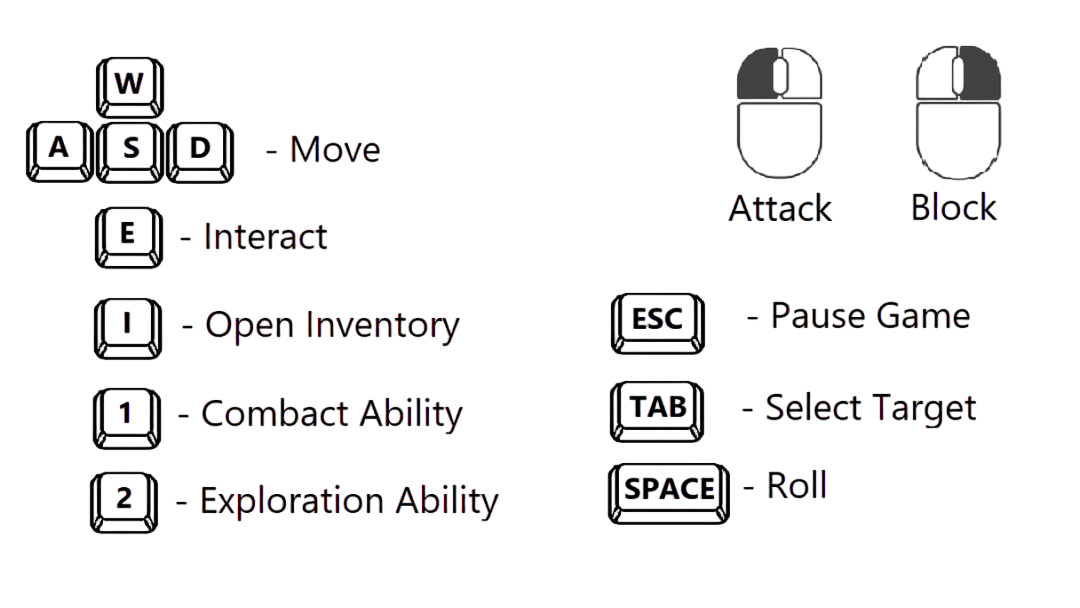 W
A S D - Move
E - Interact
I - Open Inventory
1 - Combact Ability
2 - Exploration Ability
Attack Block
ESC - Pause Game
TAB - Select Target
SPACE - Roll